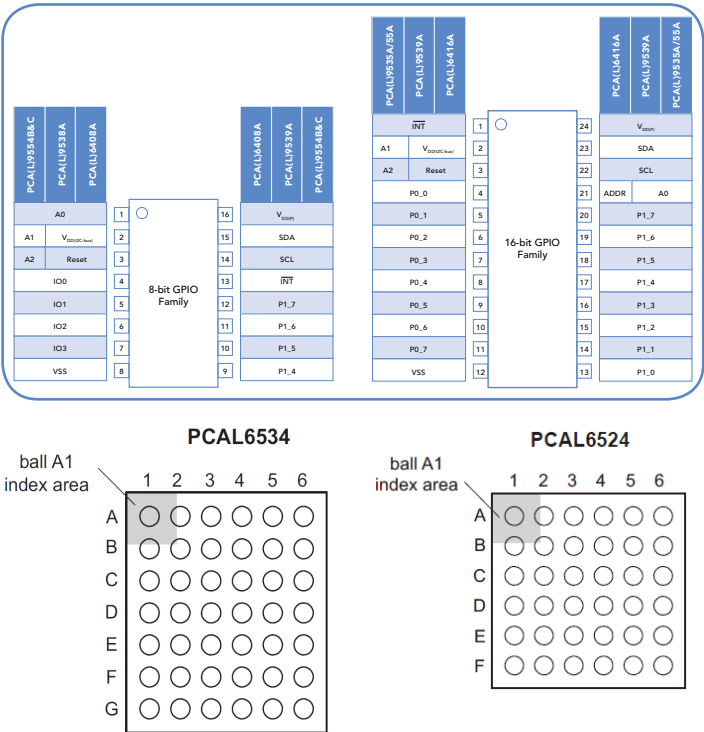 PCA(L)9554B&C PCA(L)9538A PCA(L)6408A
PCA(L)6408A PCA(L)9539A PCA(L)9554B&C
A0 1 16 VDD(P)
A1 VDD(I2C-bus) 2 15 SDA
A2 Reset 3 14 SCL
IO0 4 13 INT
IO1 5 12 P1_7
IO2 6 11 P1_6
IO3 7 10 P1_5
VSS 8 9 P1_4
8-bit GPIO
Family
PCA(L)9535A/55A PCA(L)9539A PCA(L)6416A
PCA(L)6416A PCA(L)9539A PCA(L)9535A/55A
INT 1 24 VDD(P)
A1 VDD(I2C-bus) 2 23 SDA
A2 Reset 3 22 SCL
P0_0 4 21 ADDR A0
P0_1 5 20 P1_7
P0_2 6 19 P1_6
P0_3 7 18 P1_5
P0_4 8 17 P1_4
P0_5 9 16 P1_3
P0_6 10 15 P1_2
P0_7 11 14 P1_1
VSS 12 13 P1_0
16-bit GPIO
Family
PCAL6534
ball A1
index area
1 2 3 4 5 6
A
B
C
D
E
F
G
PCAL6524
ball A1
index area
1 2 3 4 5 6
A
B
C
D
E
F